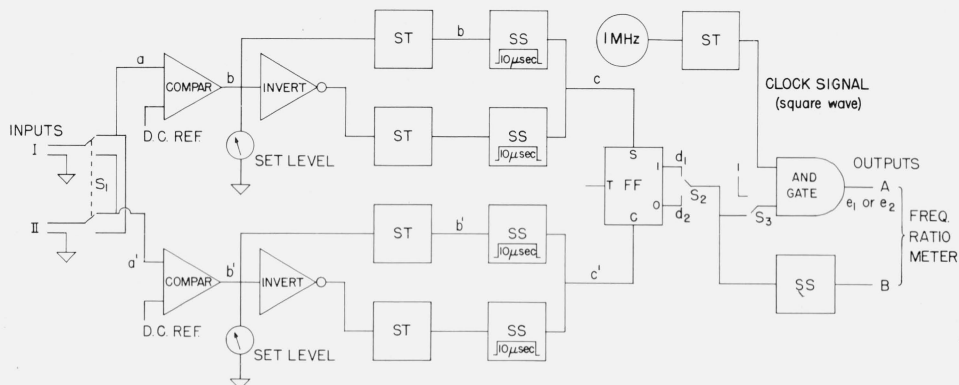 ST
b
SS
10µsec
1MHz
ST
a
COMPAR
b
INVERT
D.C. REF.
INPUTS
I
S₁
II
SET LEVEL
ST
SS
10µsec
c
CLOCK SIGNAL
(square wave)
S
T FF
1
0
C
d₁
d₂
S₂
1
S₃
AND
GATE
OUTPUTS
A
e₁ or e₂
FREQ.
RATIO
METER
SS
B
a'
COMPAR
b'
INVERT
D.C. REF.
SET LEVEL
ST
b'
SS
10µsec
c'
ST
SS
10µsec